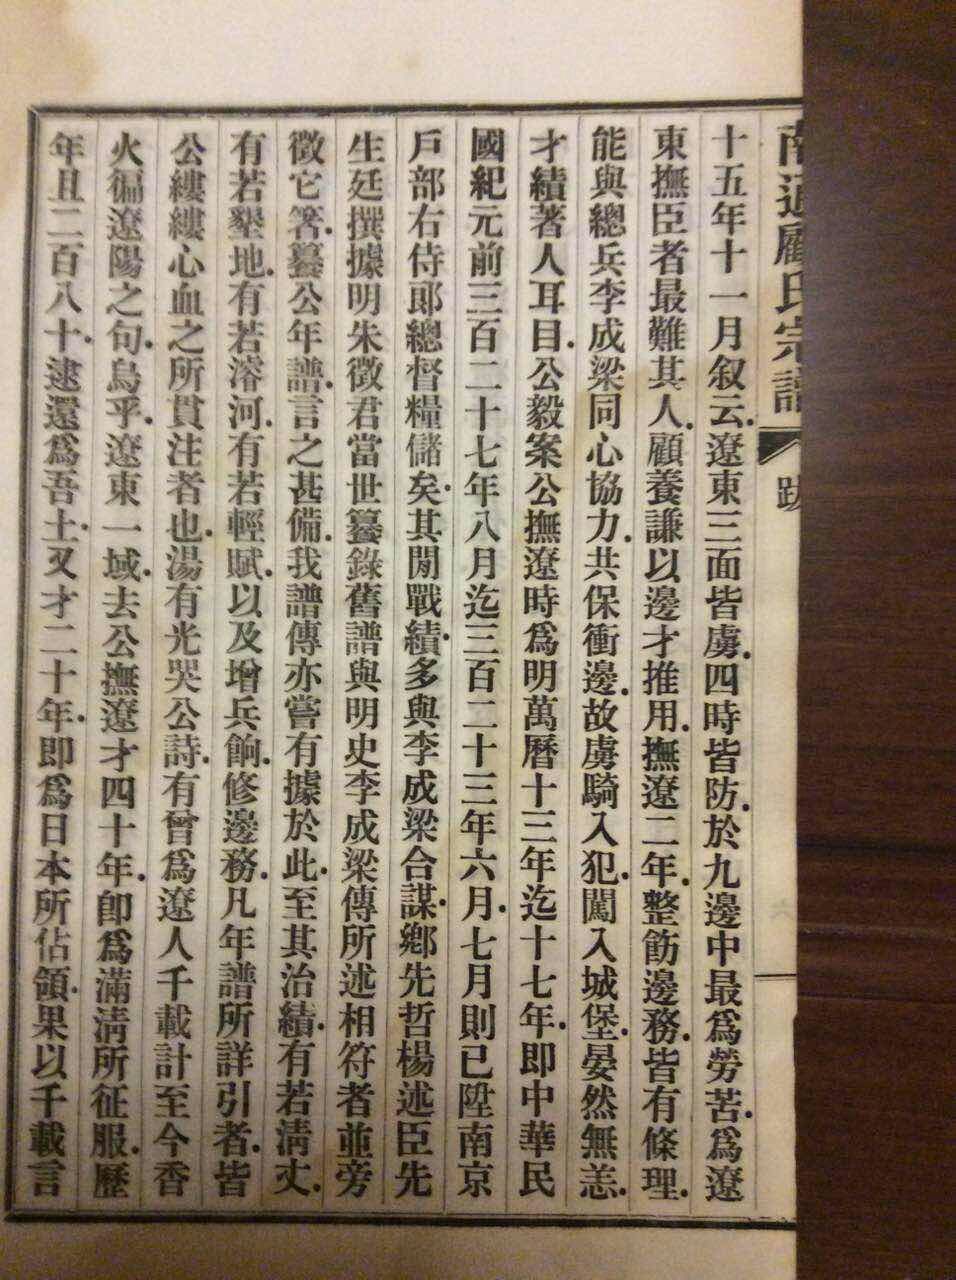 南通顧氏宗譜 跋
十五年十一月叙云.遼東三面皆虜.四時皆防.於九邊中最爲勞苦.爲遼
東撫臣者最難其人.顧養謙以邊才推用.撫遼二年.整飭邊務.皆有條理.
能與總兵李成梁同心協力.共保衝邊.故虜騎入犯.闖入城堡.晏然無恙.
才績著人耳目.公毅案公撫遼時爲明萬曆十三年迄十七年.即中華民
國紀元前三百二十七年八月迄三百二十三年六月.七月則已陞南京
戶部右侍郎總督糧儲矣.其閒戰績.多與李成梁合謀.鄉先哲楊述臣先
生廷撰據明朱徵君當世纂錄舊譜與明史李成梁傳所述相符者並旁
徵它箸.纂公年譜.言之甚備.我譜傳亦嘗有據於此.至其治績.有若淸丈.
有若墾地.有若濬河.有若輕賦.以及增兵餉.修邊務.凡年譜所詳引者.皆
公縷縷心血之所貫注者也.湯有光哭公詩.有曾爲遼人千載計至今香
火徧遼陽之句.烏乎.遼東一域.去公撫遼才四十年.卽爲滿淸所征服.歷
年且二百八十.逮還爲吾土.又才二十年.即爲日本所佔領.果以千載言